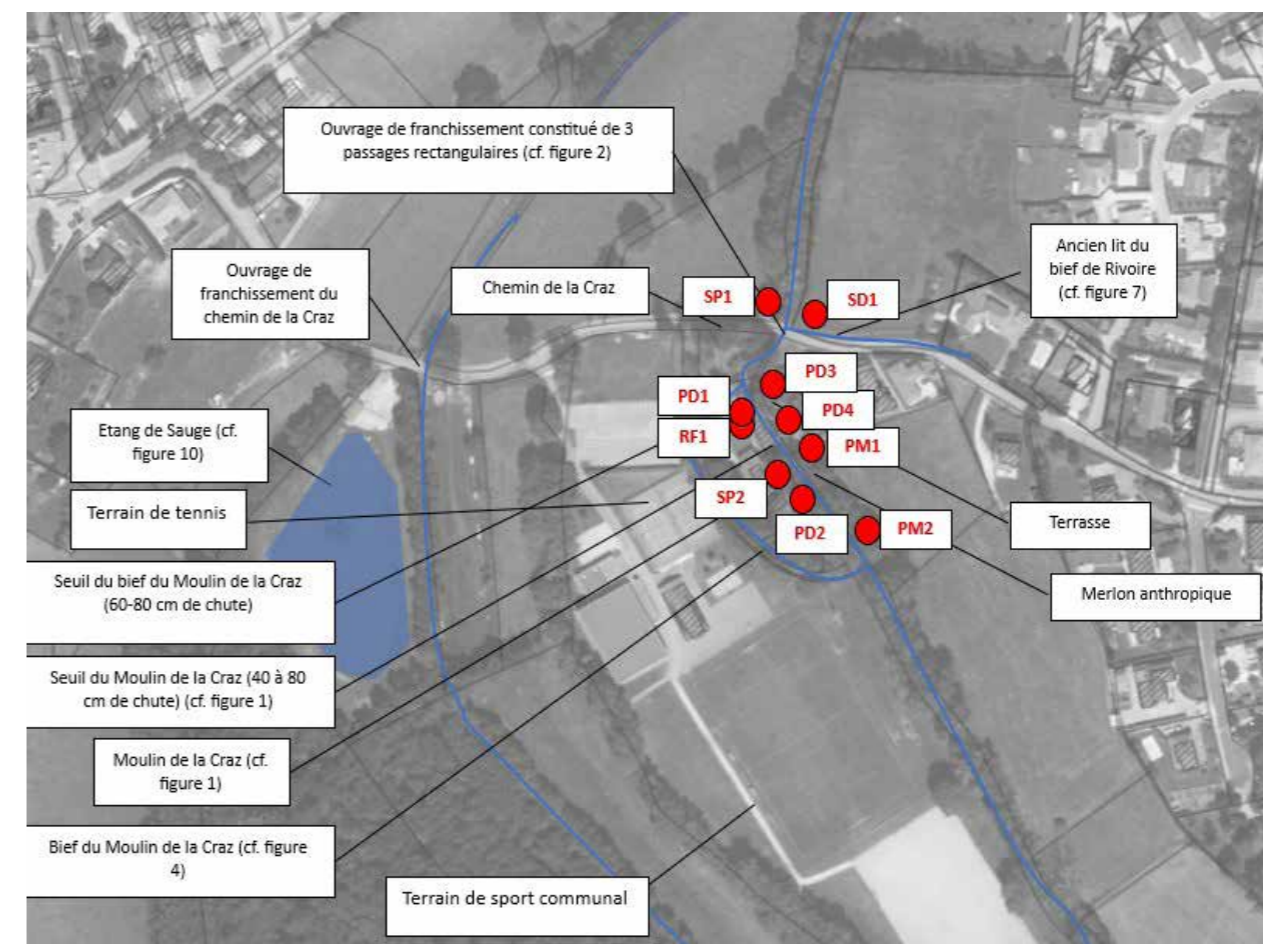 Ouvrage de franchissement constitué de 3
passages rectangulaires (cf. figure 2)
Ouvrage de
franchissement du
chemin de la Craz
Chemin de la Craz
SP1
SD1
Ancien lit du
bief de Rivoire
(cf. figure 7)
PD3
PD1
PD4
RF1
PM1
Etang de Sauge (cf.
figure 10)
Terrain de tennis
SP2
PD2
PM2
Terrasse
Merlon anthropique
Seuil du bief du Moulin de la Craz
(60-80 cm de chute)
Seuil du Moulin de la Craz (40 à 80
cm de chute) (cf. figure 1)
Moulin de la Craz (cf.
figure 1)
Bief du Moulin de la Craz (cf. figure
4)
Terrain de sport communal